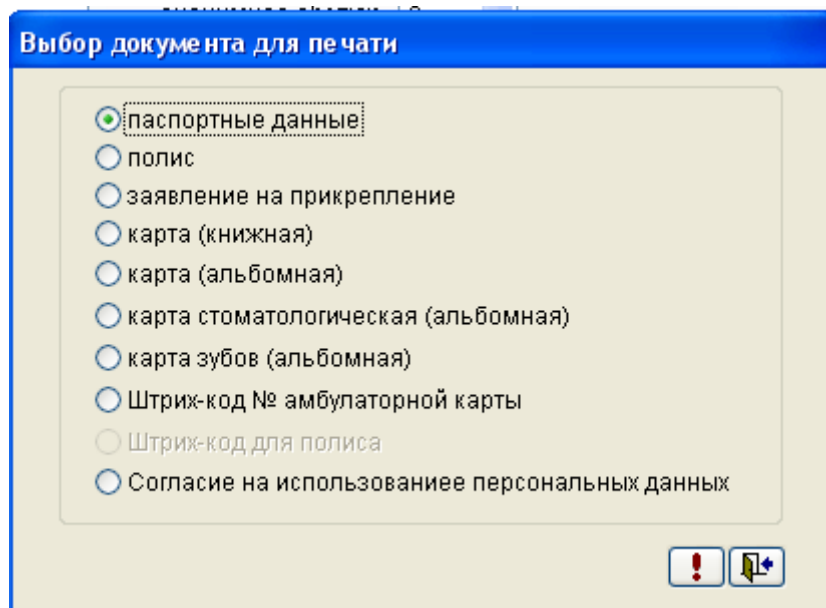 Выбор документа для печати
паспортные данные
полис
заявление на прикрепление
карта (книжная)
карта (альбомная)
карта стоматологическая (альбомная)
карта зубов (альбомная)
Штрих-код № амбулаторной карты
Штрих-код для полиса
Согласие на использованиее персональных данных